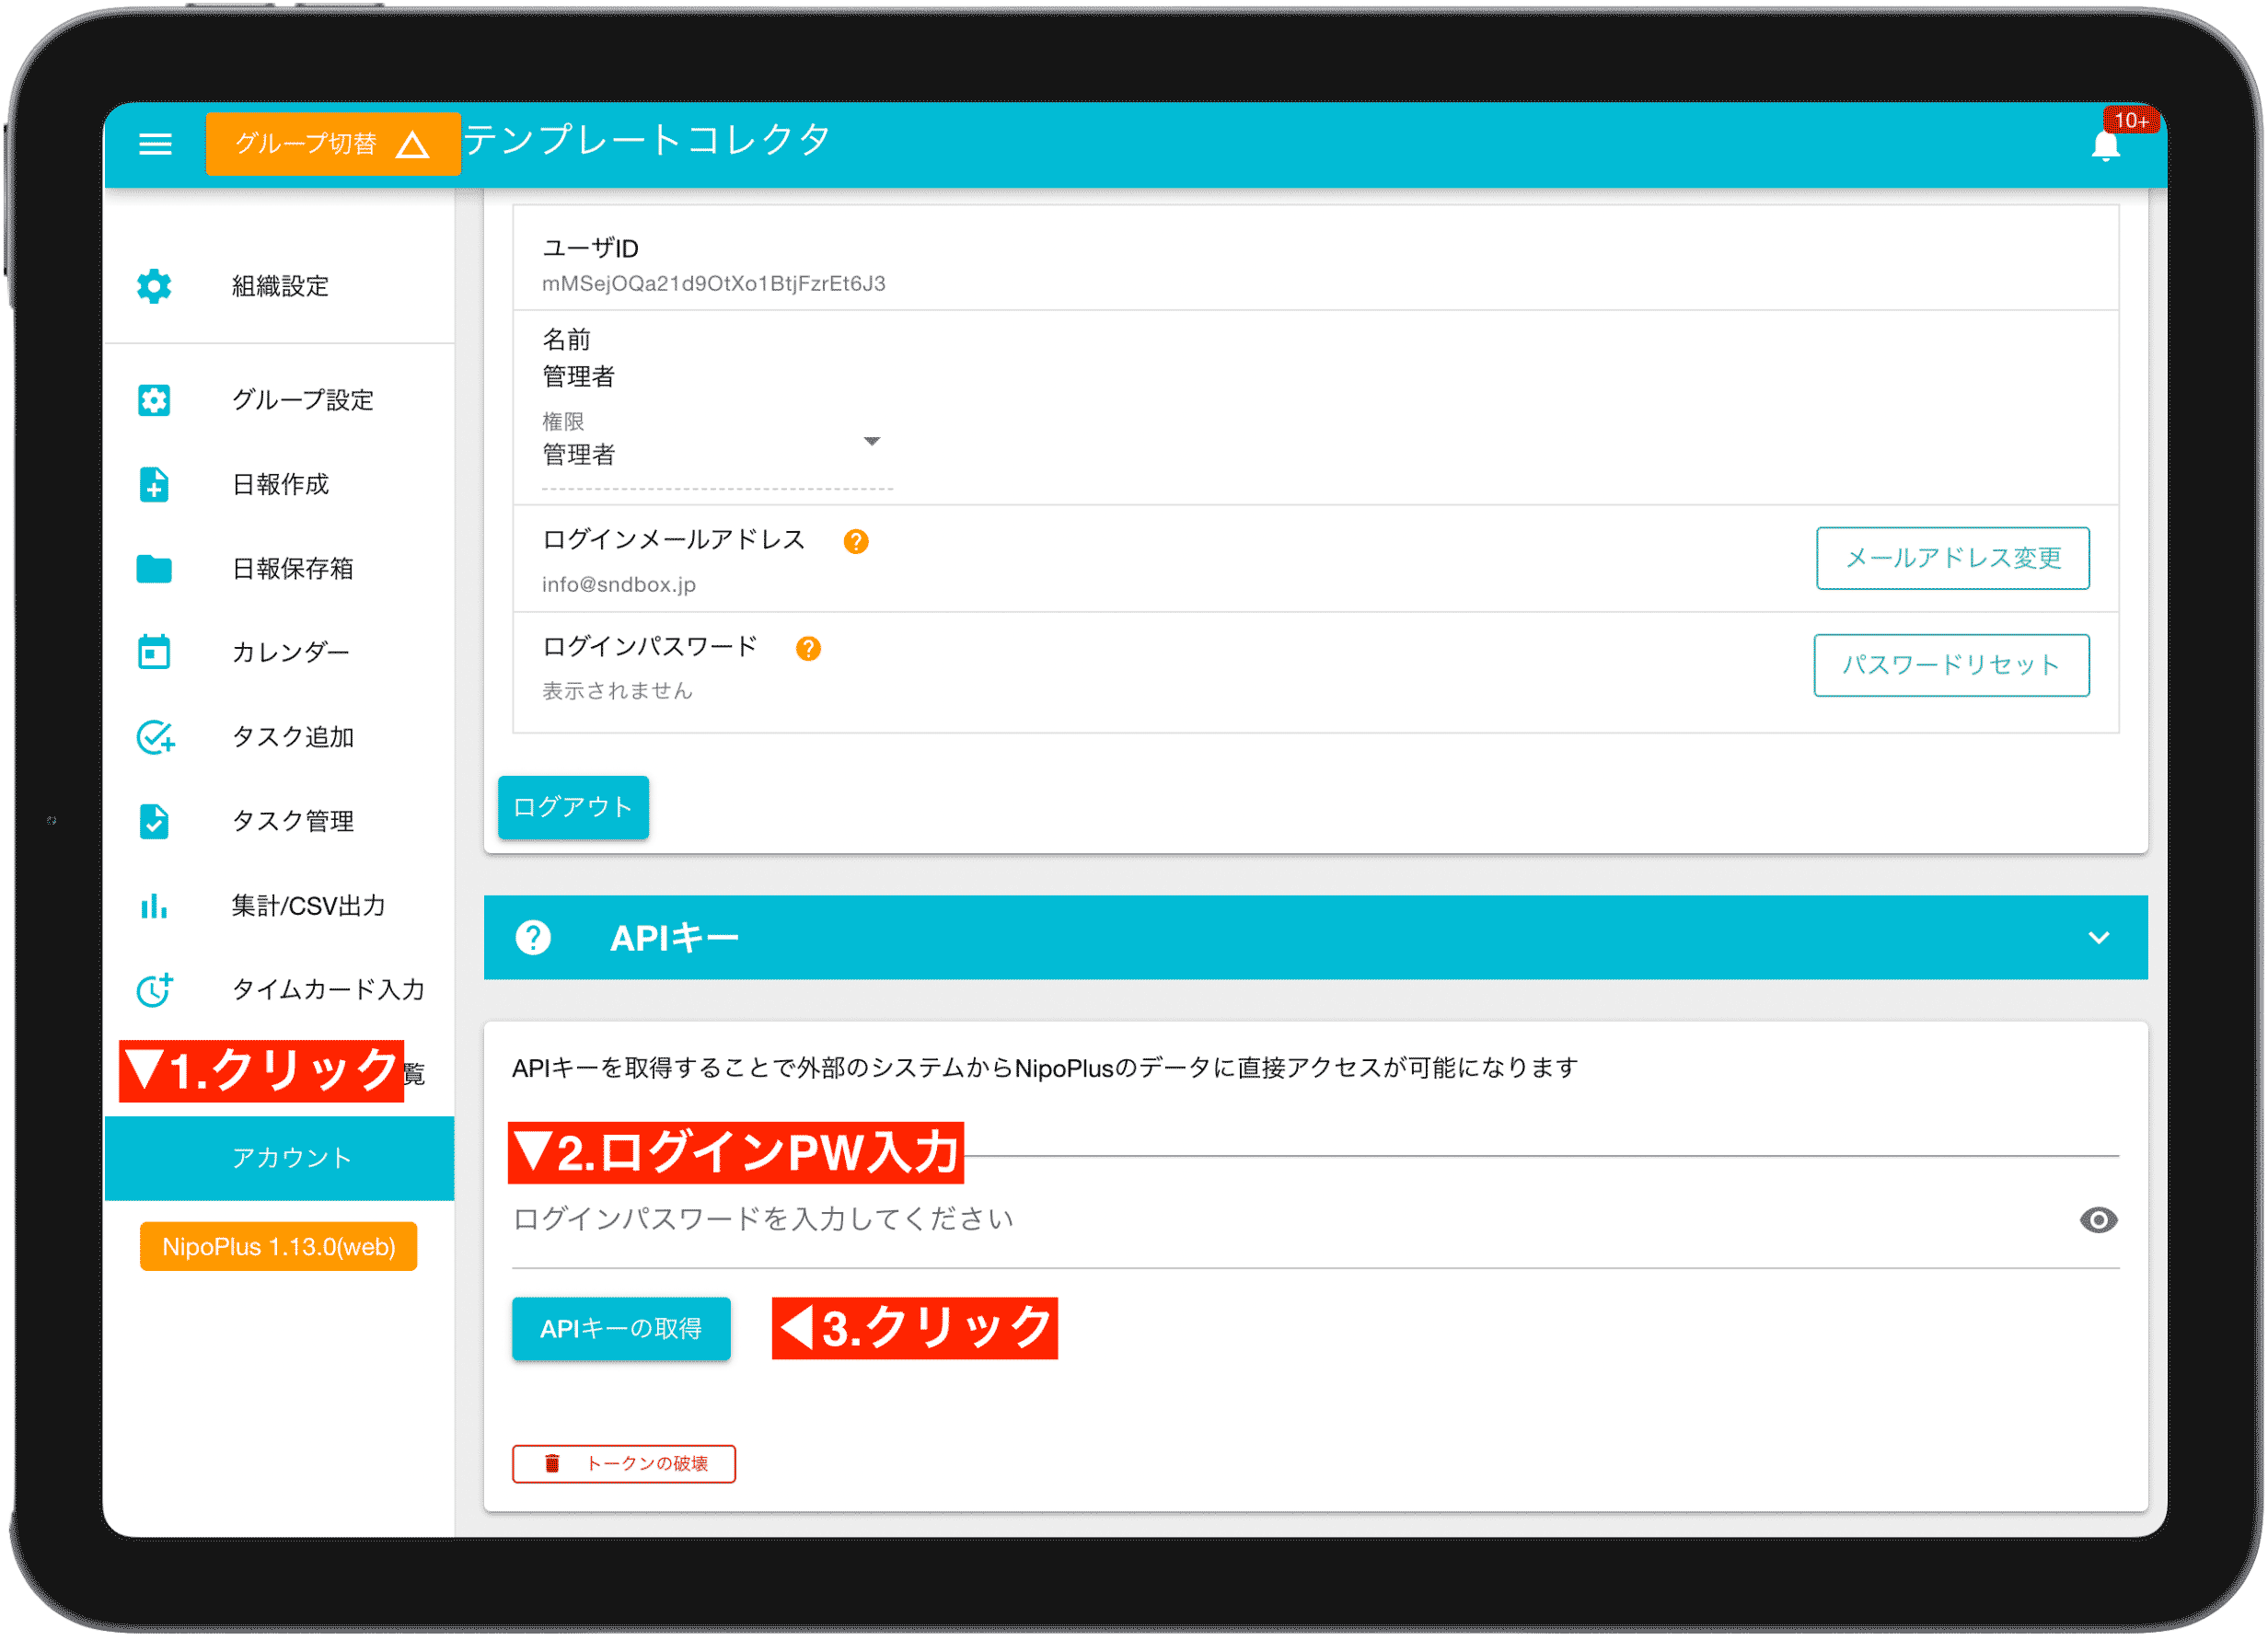 グループ切替
テンプレートコレクタ
10+
組織設定
グループ設定
日報作成
日報保存箱
カレンダー
タスク追加
タスク管理
集計/CSV出力
タイムカード入力
▼1.クリック
覧
アカウント
NipoPlus 1.13.0(web)
ユーザID
mMSejOQa21d9OtXo1BtjFzrEt6J3
名前
管理者
権限
管理者
ログインメールアドレス
info@sndbox.jp
メールアドレス変更
ログインパスワード
表示されません
パスワードリセット
ログアウト
APIキー
APIキーを取得することで外部のシステムからNipoPlusのデータに直接アクセスが可能になります
▼2.ログインPW入力
ログインパスワードを入力してください
APIキーの取得
◀3.クリック
トークンの破壊